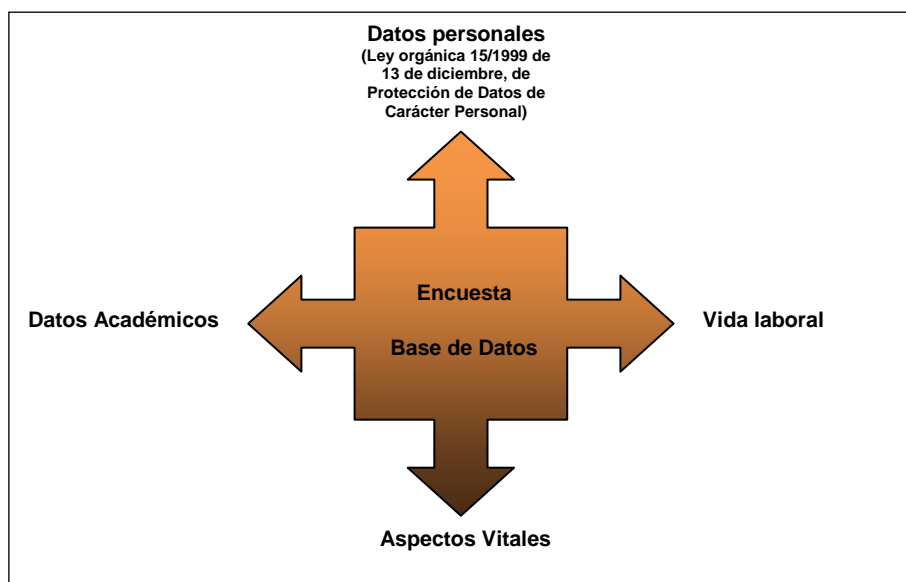 Datos personales
(Ley orgánica 15/1999 de
13 de diciembre, de
Protección de Datos de
Carácter Personal)
Encuesta
Datos Académicos
Vida laboral
Base de Datos
Aspectos Vitales